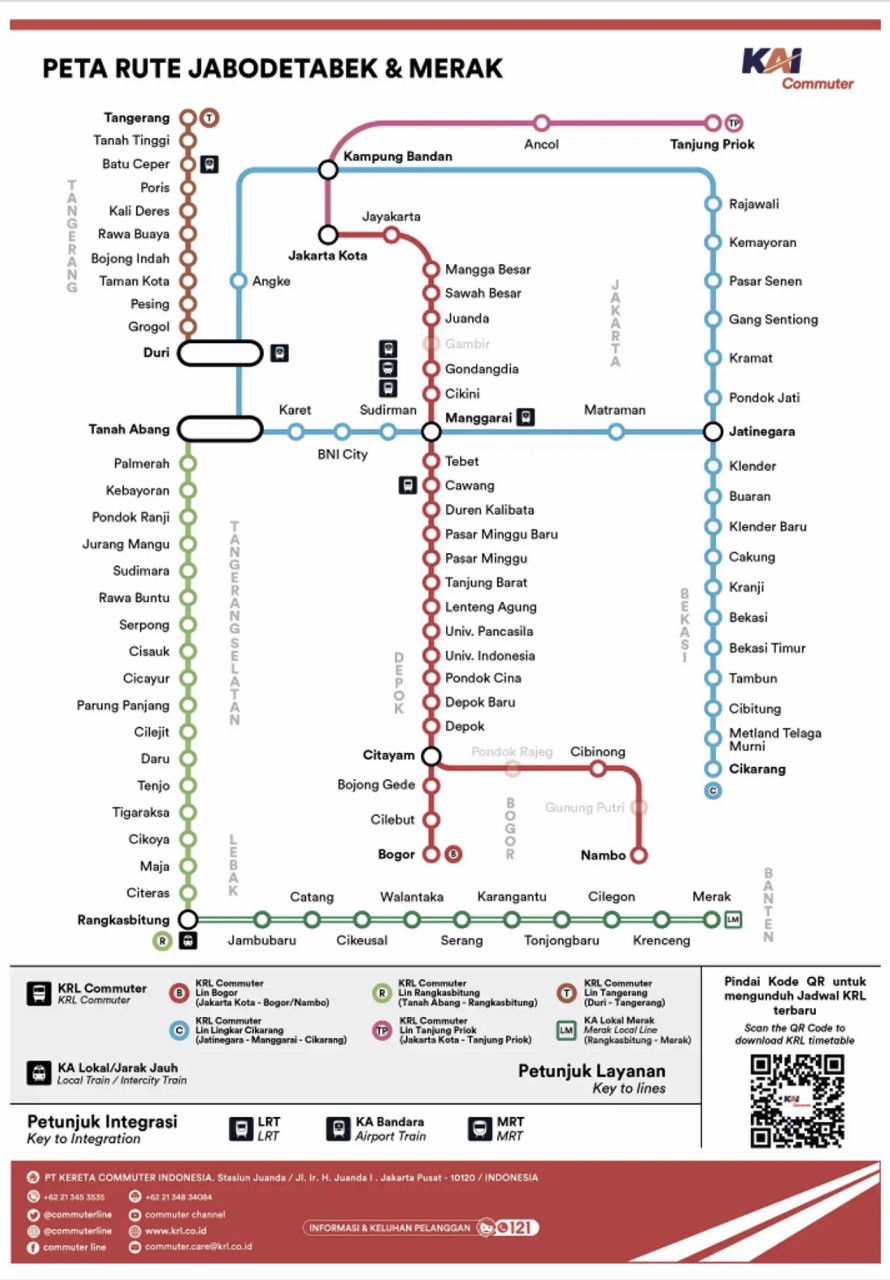 PETA RUTE JABODETABEK & MERAK
KAI
Commuter
Tangerang
T
Tanah Tinggi
Batu Ceper
Poris
Kali Deres
Rawa Buaya
Bojong Indah
Taman Kota
Pesing
Grogol
Duri
TANGERANG
Kampung Bandan
Ancol
Tanjung Priok
TP
Jayakarta
Jakarta Kota
Angke
Mangga Besar
Sawah Besar
Juanda
Gambir
Gondangdia
Cikini
JAKARTA
Rajawali
Kemayoran
Pasar Senen
Gang Sentiong
Kramat
Pondok Jati
Tanah Abang
Karet
BNI City
Sudirman
Manggarai
Matraman
Jatinegara
Palmerah
Kebayoran
Pondok Ranji
Jurang Mangu
Sudimara
Rawa Buntu
Serpong
Cisauk
Cicayur
Parung Panjang
Cilejit
Daru
Tenjo
Tigaraksa
Cikoya
Maja
Citeras
Rangkasbitung
R
TANGERANG SELATAN
LEBAK
Tebet
Cawang
Duren Kalibata
Pasar Minggu Baru
Pasar Minggu
Tanjung Barat
Lenteng Agung
Univ. Pancasila
Univ. Indonesia
Pondok Cina
Depok Baru
Depok
DEPOK
Citayam
Bojong Gede
Cilebut
Bogor
B
Pondok Rajeg
Cibinong
Gunung Putri
Nambo
BOGOR
BEKASI
Klender
Buaran
Klender Baru
Cakung
Kranji
Bekasi
Bekasi Timur
Tambun
Cibitung
Metland Telaga
Murni
Cikarang
C
Jambubaru
Catang
Cikeusal
Walantaka
Serang
Karangantu
Tonjongbaru
Cilegon
Krenceng
Merak
LM
BANTEN
KRL Commuter
KRL Commuter
B
KRL Commuter
Lin Bogor
(Jakarta Kota - Bogor/Nambo)
R
KRL Commuter
Lin Rangkasbitung
(Tanah Abang - Rangkasbitung)
T
KRL Commuter
Lin Tangerang
(Duri - Tangerang)
C
KRL Commuter
Lin Lingkar Cikarang
(Jatinegara - Manggarai - Cikarang)
TP
KRL Commuter
Lin Tanjung Priok
(Jakarta Kota - Tanjung Priok)
LM
KA Lokal Merak
Merak Local Line
(Rangkasbitung - Merak)
KA Lokal/Jarak Jauh
Local Train / Intercity Train
Petunjuk Layanan
Key to lines
Petunjuk Integrasi
Key to Integration
LRT
LRT
KA Bandara
Airport Train
MRT
MRT
Pindai Kode QR untuk
mengunduh Jadwal KRL
terbaru
Scan the QR Code to
download KRL timetable
KAI
Commuter
PT KERETA COMMUTER INDONESIA. Stasiun Juanda / Jl. Ir. H. Juanda I . Jakarta Pusat - 10120 / INDONESIA
+62 21 345 3535
+62 21 348 34084
@commuterline
commuter channel
@commuterline
www.krl.co.id
commuter line
commuter.care@krl.co.id
INFORMASI & KELUHAN PELANGGAN
121